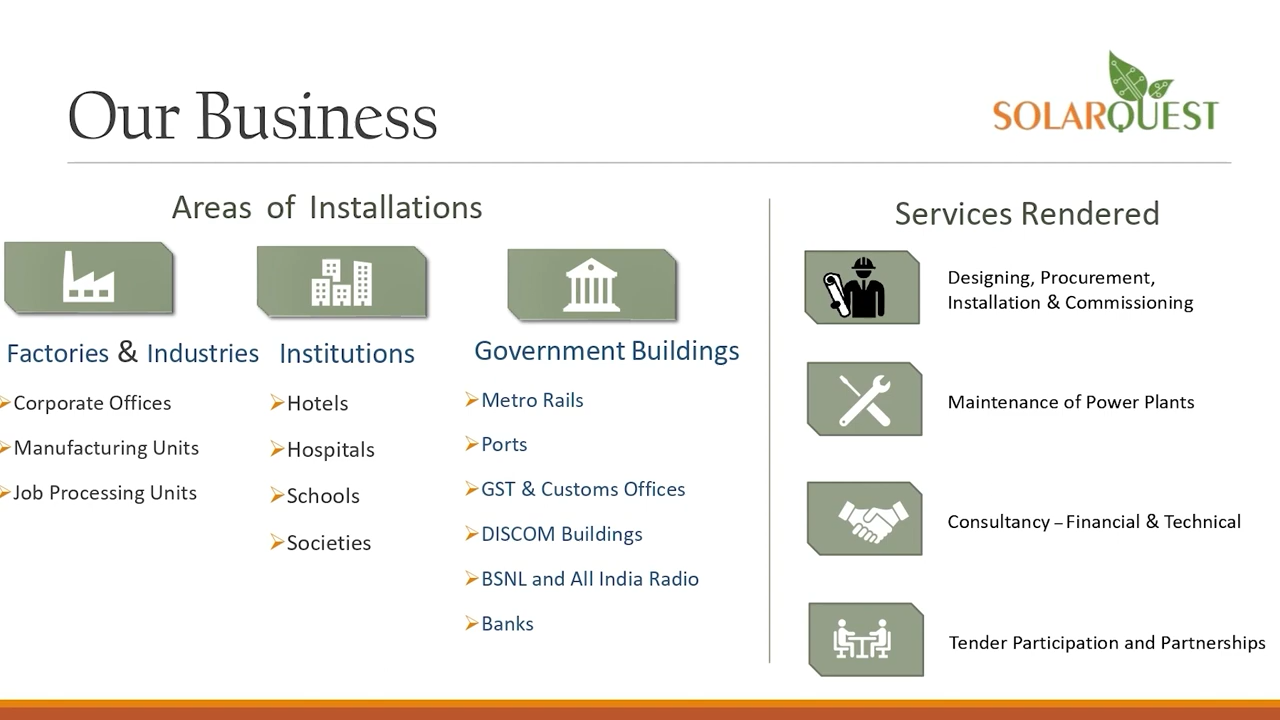 Our Business
SOLARQUEST
Areas of Installations
Factories & Industries
Corporate Offices
Manufacturing Units
Job Processing Units
Institutions
Hotels
Hospitals
Schools
Societies
Government Buildings
Metro Rails
Ports
GST & Customs Offices
DISCOM Buildings
BSNL and All India Radio
Banks
Services Rendered
Designing, Procurement,
Installation & Commissioning
Maintenance of Power Plants
Consultancy – Financial & Technical
Tender Participation and Partnerships